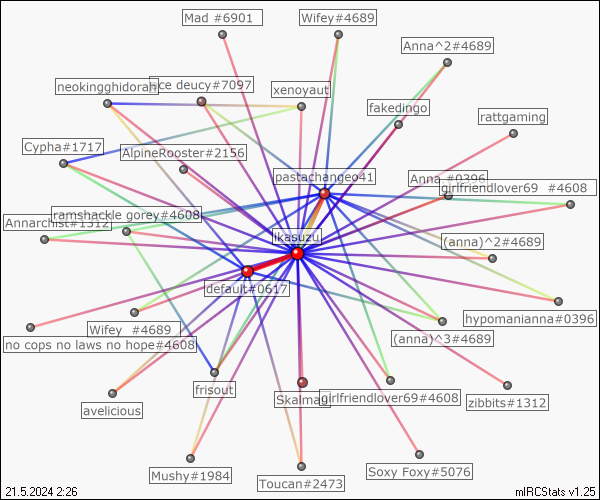 Mad #6901
Wifey#4689
Anna^2#4689
neokingghidorah
ce deucy#7097
xenoyaut
fakedingo
rattgaming
Cypha#1717
AlpineRooster#2156
pastachangeo41
Anna #0396
girlfriendlover69 #4608
ramshackle gorey#4608
Annarchist#1312
ikasuzu
(anna)^2#4689
default#0617
hypomanianna#0396
Wifey #4689
no cops no laws no hope#4608
(anna)^3#4689
frisout
Skalman
girlfriendlover69#4608
zibbits#1312
avelicious
Mushy#1984
Toucan#2473
Soxy Foxy#5076
21.5.2024 2:26
mIRCStats v1.25